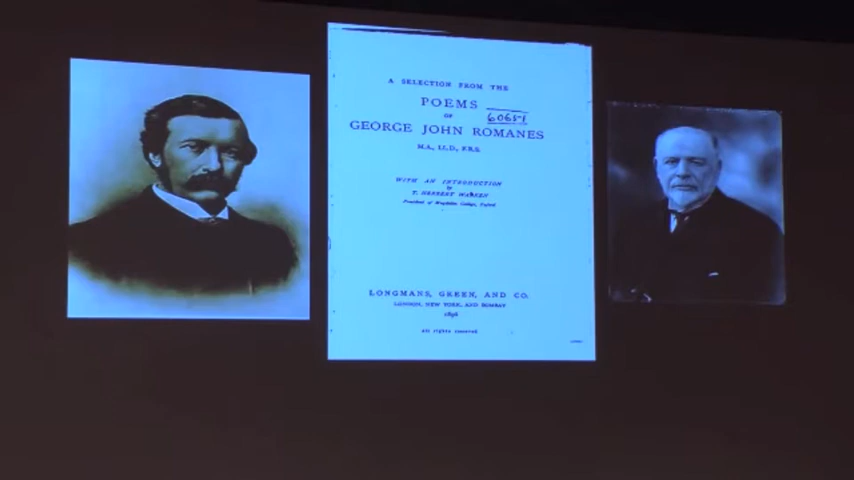 A SELECTION FROM THE
POEMS
60651
OF
GEORGE JOHN ROMANES
M.A., LL.D., F.R.S.
WITH AN INTRODUCTION
by
T. HERBERT WARREN
President of Magdalen College, Oxford
LONGMANS, GREEN, AND CO.
LONDON, NEW YORK, AND BOMBAY
1896
All rights reserved